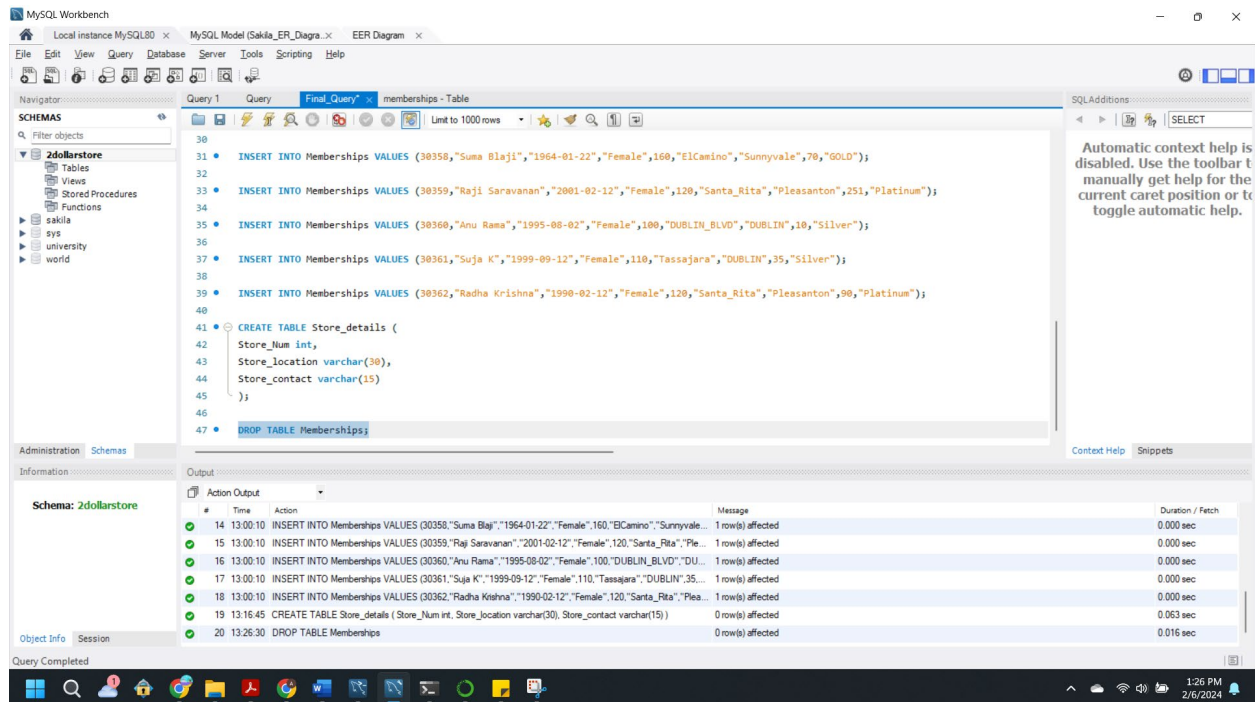 MySQL Workbench
Local instance MySQL80 × MySQL Model (Sakila_ER_Diagra..× EER Diagram ×
File Edit View Query Database Server Tools Scripting Help
Navigator
SCHEMAS
Filter objects
2dollarstore
Tables
Views
Stored Procedures
Functions
sakila
sys
university
world
Administration Schemas
Information
Schema: 2dollarstore
Object Info Session
Query 1 Query Final_Query* × memberships - Table
Limit to 1000 rows
30
31 INSERT INTO Memberships VALUES (30358,"Suma Blaji","1964-01-22","Female",160,"ElCamino","Sunnyvale",70,"GOLD");
32
33 INSERT INTO Memberships VALUES (30359,"Raji Saravanan","2001-02-12","Female",120,"Santa_Rita","Pleasanton",251,"Platinum");
34
35 INSERT INTO Memberships VALUES (30360,"Anu Rama","1995-08-02","Female",100,"DUBLIN_BLVD","DUBLIN",10,"Silver");
36
37 INSERT INTO Memberships VALUES (30361,"Suja K","1999-09-12","Female",110,"Tassajara","DUBLIN",35,"Silver");
38
39 INSERT INTO Memberships VALUES (30362,"Radha Krishna","1990-02-12","Female",120,"Santa_Rita","Pleasanton",90,"Platinum");
40
41 CREATE TABLE Store_details (
42 Store_Num int,
43 Store_location varchar(30),
44 Store_contact varchar(15)
45 );
46
47 DROP TABLE Memberships;
SQLAdditions
SELECT
Automatic context help is
disabled. Use the toolbar t
manually get help for the
current caret position or to
toggle automatic help.
Context Help Snippets
Output
Action Output
# Time Action Message Duration / Fetch
14 13:00:10 INSERT INTO Memberships VALUES (30358,"Suma Blaji","1964-01-22","Female",160,"ElCamino","Sunnyvale... 1 row(s) affected 0.000 sec
15 13:00:10 INSERT INTO Memberships VALUES (30359,"Raji Saravanan","2001-02-12","Female",120,"Santa_Rita","Ple... 1 row(s) affected 0.000 sec
16 13:00:10 INSERT INTO Memberships VALUES (30360,"Anu Rama","1995-08-02","Female",100,"DUBLIN_BLVD","DU... 1 row(s) affected 0.000 sec
17 13:00:10 INSERT INTO Memberships VALUES (30361,"Suja K","1999-09-12","Female",110,"Tassajara","DUBLIN",35,... 1 row(s) affected 0.000 sec
18 13:00:10 INSERT INTO Memberships VALUES (30362,"Radha Krishna","1990-02-12","Female",120,"Santa_Rita","Plea... 1 row(s) affected 0.000 sec
19 13:16:45 CREATE TABLE Store_details ( Store_Num int, Store_location varchar(30), Store_contact varchar(15) ) 0 row(s) affected 0.063 sec
20 13:26:30 DROP TABLE Memberships 0 row(s) affected 0.016 sec
Query Completed
1
1:26 PM
2/6/2024